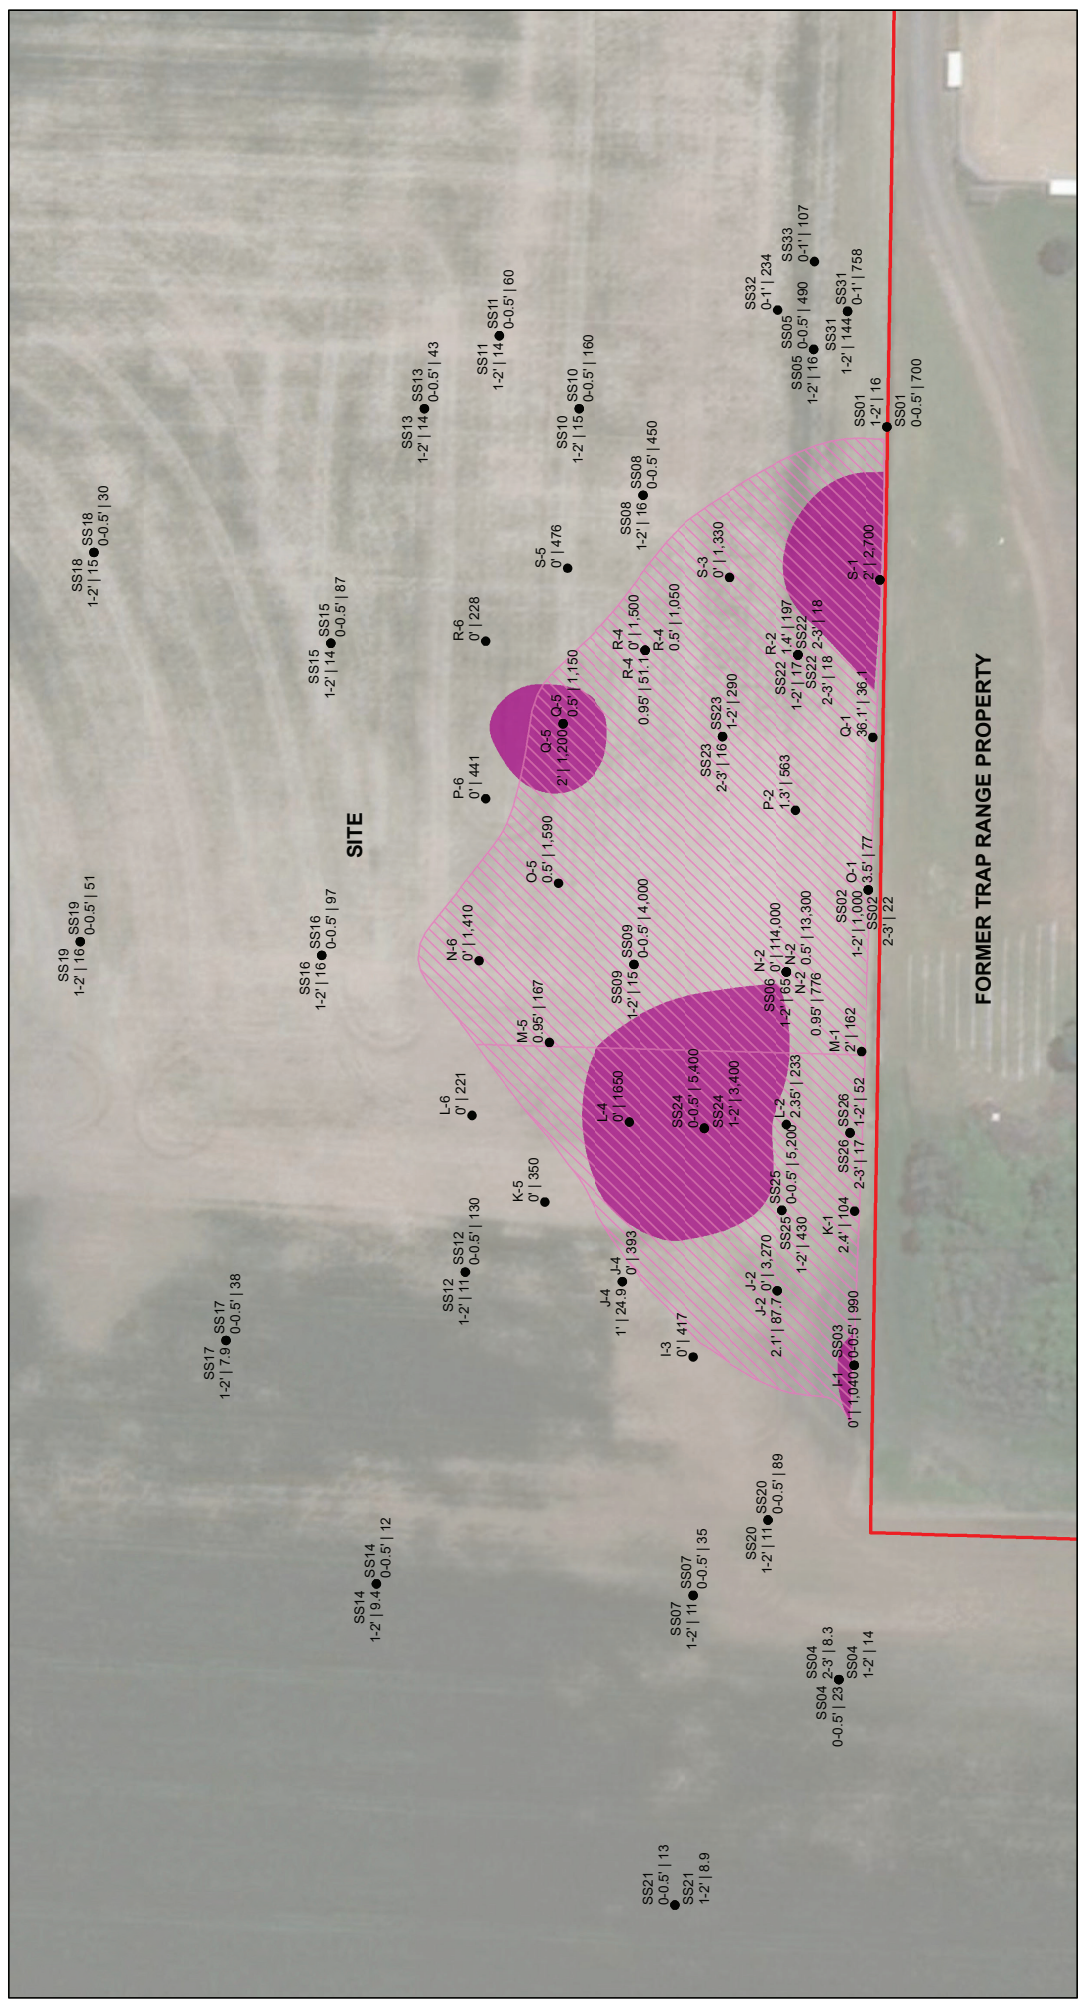 SS21
0-0.5' | 13
SS21
1-2' | 8.9
SS04
2-3' | 8.3
SS04
0-0.5' | 23
SS04
1-2' | 14
SS07
0-0.5' | 35
SS07
1-2' | 11
SS14
0-0.5' | 12
SS14
1-2' | 9.4
SS20
0-0.5' | 89
SS20
1-2' | 11
SS17
0-0.5' | 38
SS17
1-2' | 7.9
SS12
0-0.5' | 130
SS12
1-2' | 11
I-1
0' | 1,040
SS03
0-0.5' | 990
I-3
0' | 417
J-4
0' | 393
J-4
1' | 24.9
J-2
0' | 3,270
J-2
2.1' | 87.7
K-5
0' | 350
K-1
2.4' | 104
SS25
0-0.5' | 5,200
SS25
1-2' | 430
L-6
0' | 221
L-4
0' | 1650
SS24
0-0.5' | 5,400
SS24
1-2' | 3,400
L-2
2.35' | 233
SS26
1-2' | 52
SS26
2-3' | 17
M-5
0.95' | 167
M-1
2' | 162
SS19
0-0.5' | 51
SS19
1-2' | 16
SS16
0-0.5' | 97
SS16
1-2' | 16
N-6
0' | 1,410
SS09
0-0.5' | 4,000
SS09
1-2' | 15
N-2
0' | 114,000
SS06
1-2' | 65
N-2
0.5' | 13,300
N-2
0.95' | 776
O-5
0.5' | 1,590
O-1
3.5' | 77
SS02
1-2' | 1,000
SS02
2-3' | 22
SITE
FORMER TRAP RANGE PROPERTY
P-6
0' | 441
P-2
1.3' | 563
Q-5
0.5' | 1,150
Q-5
2' | 1,200
Q-1
36.1' | 36.1
SS23
1-2' | 290
SS23
2-3' | 16
SS15
0-0.5' | 87
SS15
1-2' | 14
R-6
0' | 228
R-4
0' | 1,500
R-4
0.95' | 51.1
R-4
0.5' | 1,050
R-2
1.4' | 197
SS22
1-2' | 17
SS22
2-3' | 18
SS22
2-3' | 18
SS18
0-0.5' | 30
SS18
1-2' | 15
S-5
0' | 476
S-3
0' | 1,330
S-1
2' | 2,700
SS08
0-0.5' | 450
SS08
1-2' | 16
SS13
0-0.5' | 43
SS13
1-2' | 14
SS10
0-0.5' | 160
SS10
1-2' | 15
SS11
0-0.5' | 60
SS11
1-2' | 14
SS01
1-2' | 16
SS01
0-0.5' | 700
SS05
0-0.5' | 490
SS05
1-2' | 16
SS32
0-1' | 234
SS31
0-1' | 758
SS31
1-2' | 144
SS33
0-1' | 107